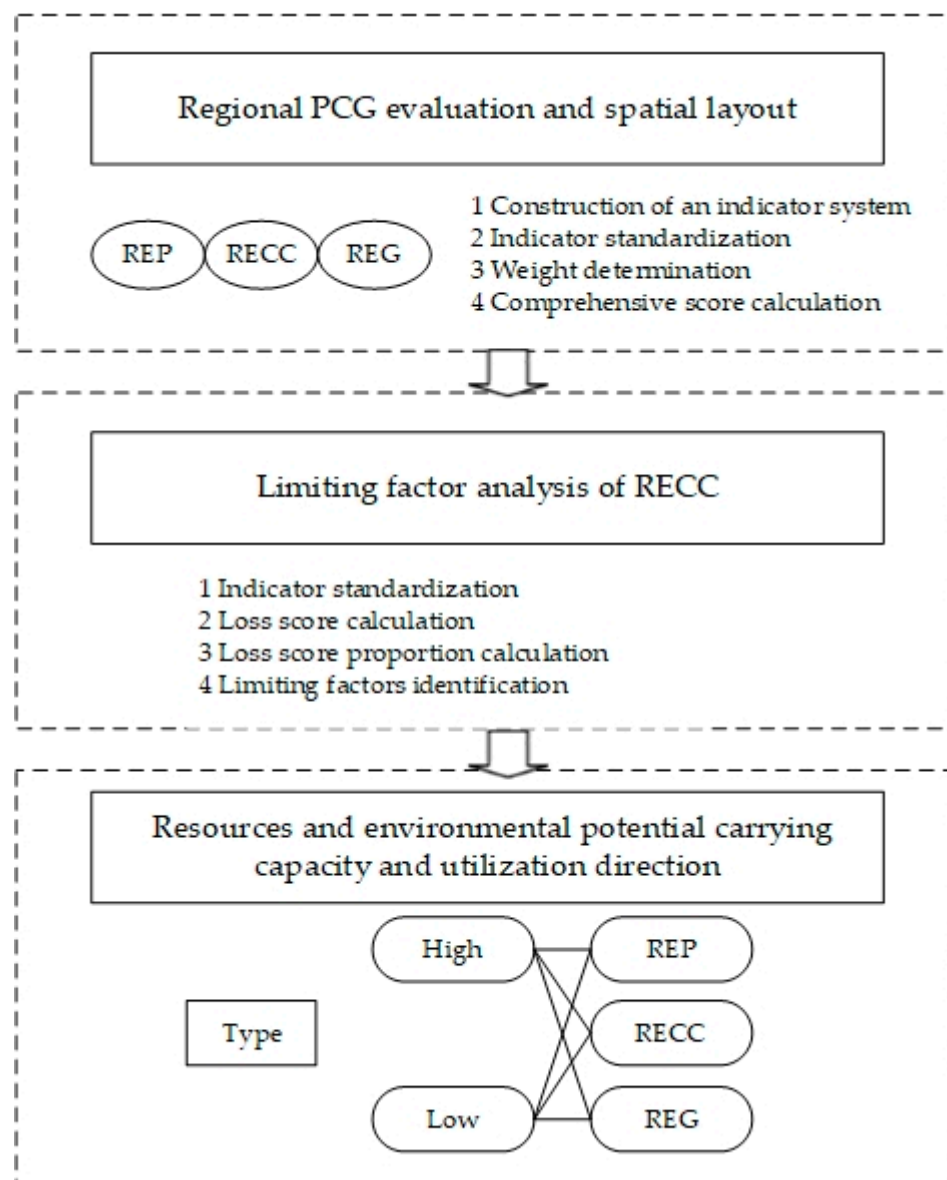 Regional PCG evaluation and spatial layout
REP
RECC
REG
1 Construction of an indicator system
2 Indicator standardization
3 Weight determination
4 Comprehensive score calculation
Limiting factor analysis of RECC
1 Indicator standardization
2 Loss score calculation
3 Loss score proportion calculation
4 Limiting factors identification
Resources and environmental potential carrying
capacity and utilization direction
High
REP
Type
RECC
Low
REG